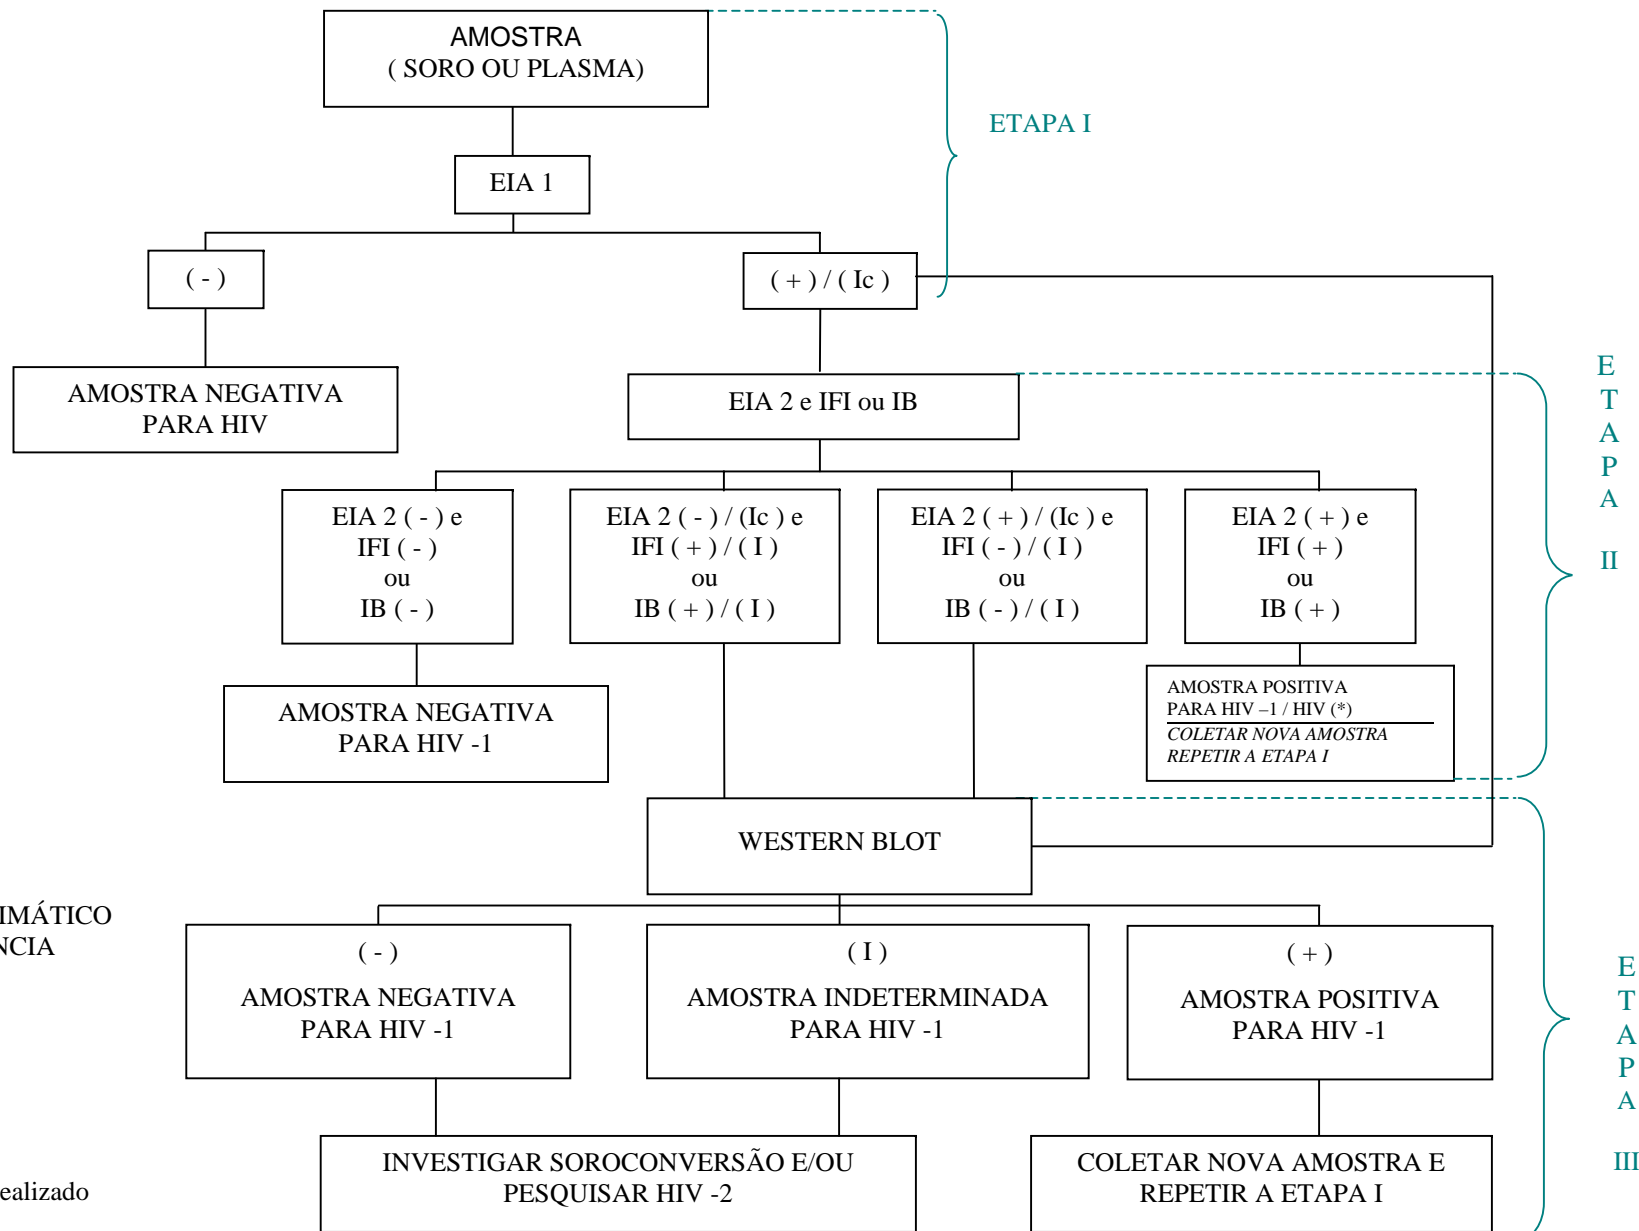 AMOSTRA
( SORO OU PLASMA)
ETAPA I
EIA 1
( - )
( + ) / ( Ic )
AMOSTRA NEGATIVA
PARA HIV
EIA 2 e IFI ou IB
ETAPA II
EIA 2 ( - ) e
IFI ( - )
ou
IB ( - )
EIA 2 ( - ) / (Ic ) e
IFI ( + ) / ( I )
ou
IB ( + ) / ( I )
EIA 2 ( + ) / (Ic ) e
IFI ( - ) / ( I )
ou
IB ( - ) / ( I )
EIA 2 ( + ) e
IFI ( + )
ou
IB ( + )
AMOSTRA NEGATIVA
PARA HIV -1
AMOSTRA POSITIVA
PARA HIV –1 / HIV (*)
COLETAR NOVA AMOSTRA
REPETIR A ETAPA I
WESTERN BLOT
IMÁTICO
NCIA
( - )
AMOSTRA NEGATIVA
PARA HIV -1
( I )
AMOSTRA INDETERMINADA
PARA HIV -1
( + )
AMOSTRA POSITIVA
PARA HIV -1
ETAPA III
INVESTIGAR SOROCONVERSÃO E/OU
PESQUISAR HIV -2
COLETAR NOVA AMOSTRA E
REPETIR A ETAPA I
ealizado